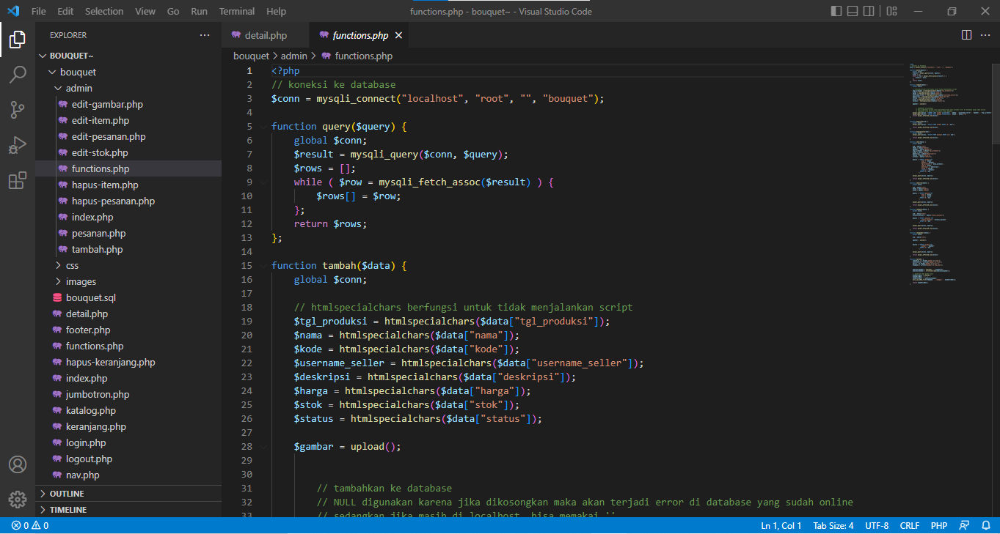 File Edit Selection View Go Run Terminal Help
functions.php - bouquet~ - Visual Studio Code
EXPLORER
BOUQUET~
bouquet
admin
edit-gambar.php
edit-item.php
edit-pesanan.php
edit-stok.php
functions.php
hapus-item.php
hapus-pesanan.php
index.php
pesanan.php
tambah.php
css
images
bouquet.sql
detail.php
footer.php
functions.php
hapus-keranjang.php
index.php
jumbotron.php
katalog.php
keranjang.php
login.php
logout.php
nav.php
OUTLINE
TIMELINE
detail.php functions.php
bouquet > admin > functions.php
1 <?php
2 // koneksi ke database
3 $conn = mysqli_connect("localhost", "root", "", "bouquet");
4
5 function query($query) {
6 global $conn;
7 $result = mysqli_query($conn, $query);
8 $rows = [];
9 while ( $row = mysqli_fetch_assoc($result) ) {
10 $rows[] = $row;
11 };
12 return $rows;
13 };
14
15 function tambah($data) {
16 global $conn;
17
18 // htmlspecialchars berfungsi untuk tidak menjalankan script
19 $tgl_produksi = htmlspecialchars($data["tgl_produksi"]);
20 $nama = htmlspecialchars($data["nama"]);
21 $kode = htmlspecialchars($data["kode"]);
22 $username_seller = htmlspecialchars($data["username_seller"]);
23 $deskripsi = htmlspecialchars($data["deskripsi"]);
24 $harga = htmlspecialchars($data["harga"]);
25 $stok = htmlspecialchars($data["stok"]);
26 $status = htmlspecialchars($data["status"]);
27
28 $gambar = upload();
29
30
31 // tambahkan ke database
32 // NULL digunakan karena jika dikosongkan maka akan terjadi error di database yang sudah online
33 // sedangkan jika masih di localhost, bisa memakai ''
0 0
Ln 1, Col 1 Tab Size: 4 UTF-8 CRLF PHP